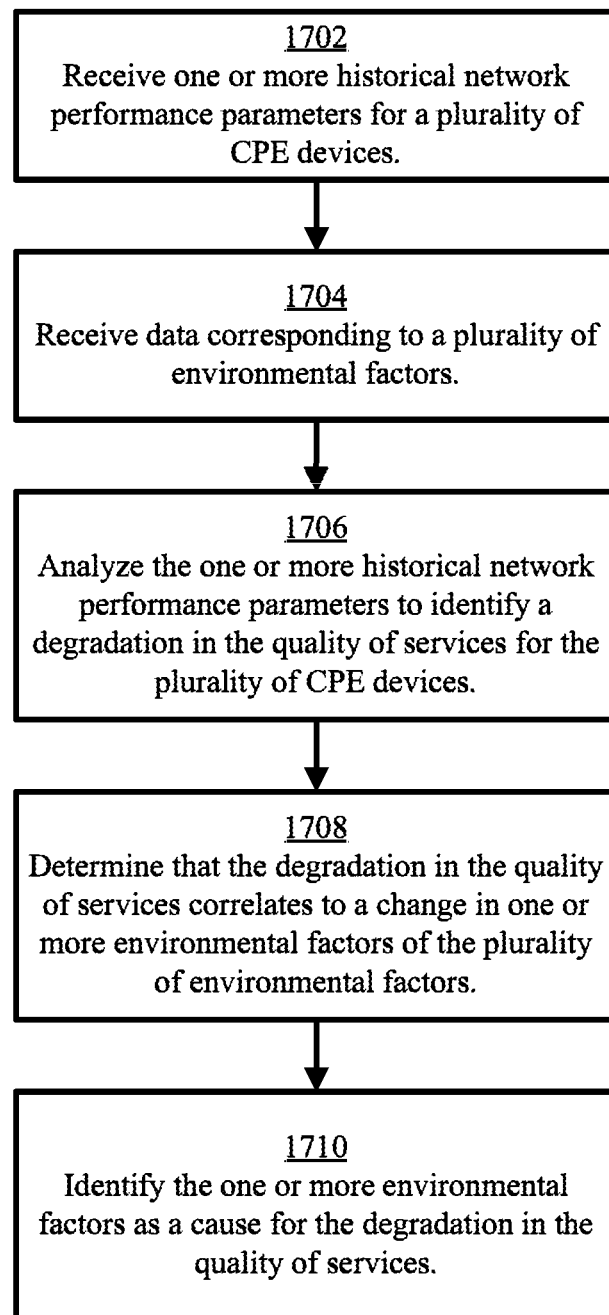 1702
Receive one or more historical network
performance parameters for a plurality of
CPE devices.
1704
Receive data corresponding to a plurality of
environmental factors.
1706
Analyze the one or more historical network
performance parameters to identify a
degradation in the quality of services for the
plurality of CPE devices.
1708
Determine that the degradation in the quality
of services correlates to a change in one or
more environmental factors of the plurality
of environmental factors.
1710
Identify the one or more environmental
factors as a cause for the degradation in the
quality of services.